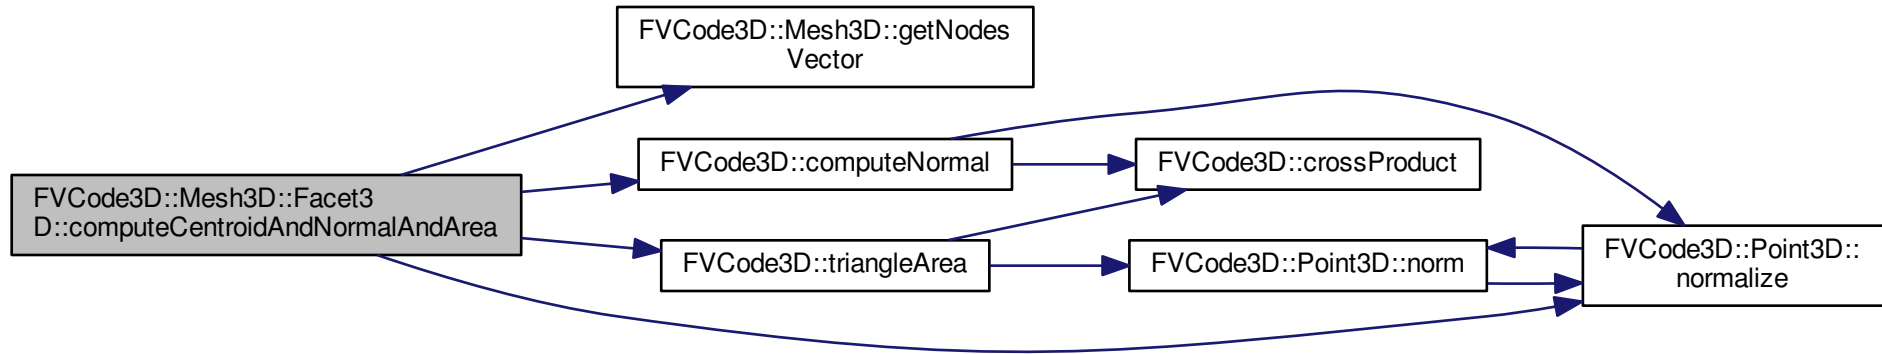 FVCode3D::Mesh3D::getNodes
Vector
FVCode3D::computeNormal
FVCode3D::crossProduct
FVCode3D::Mesh3D::Facet3
D::computeCentroidAndNormalAndArea
FVCode3D::triangleArea
FVCode3D::Point3D::norm
FVCode3D::Point3D::
normalize